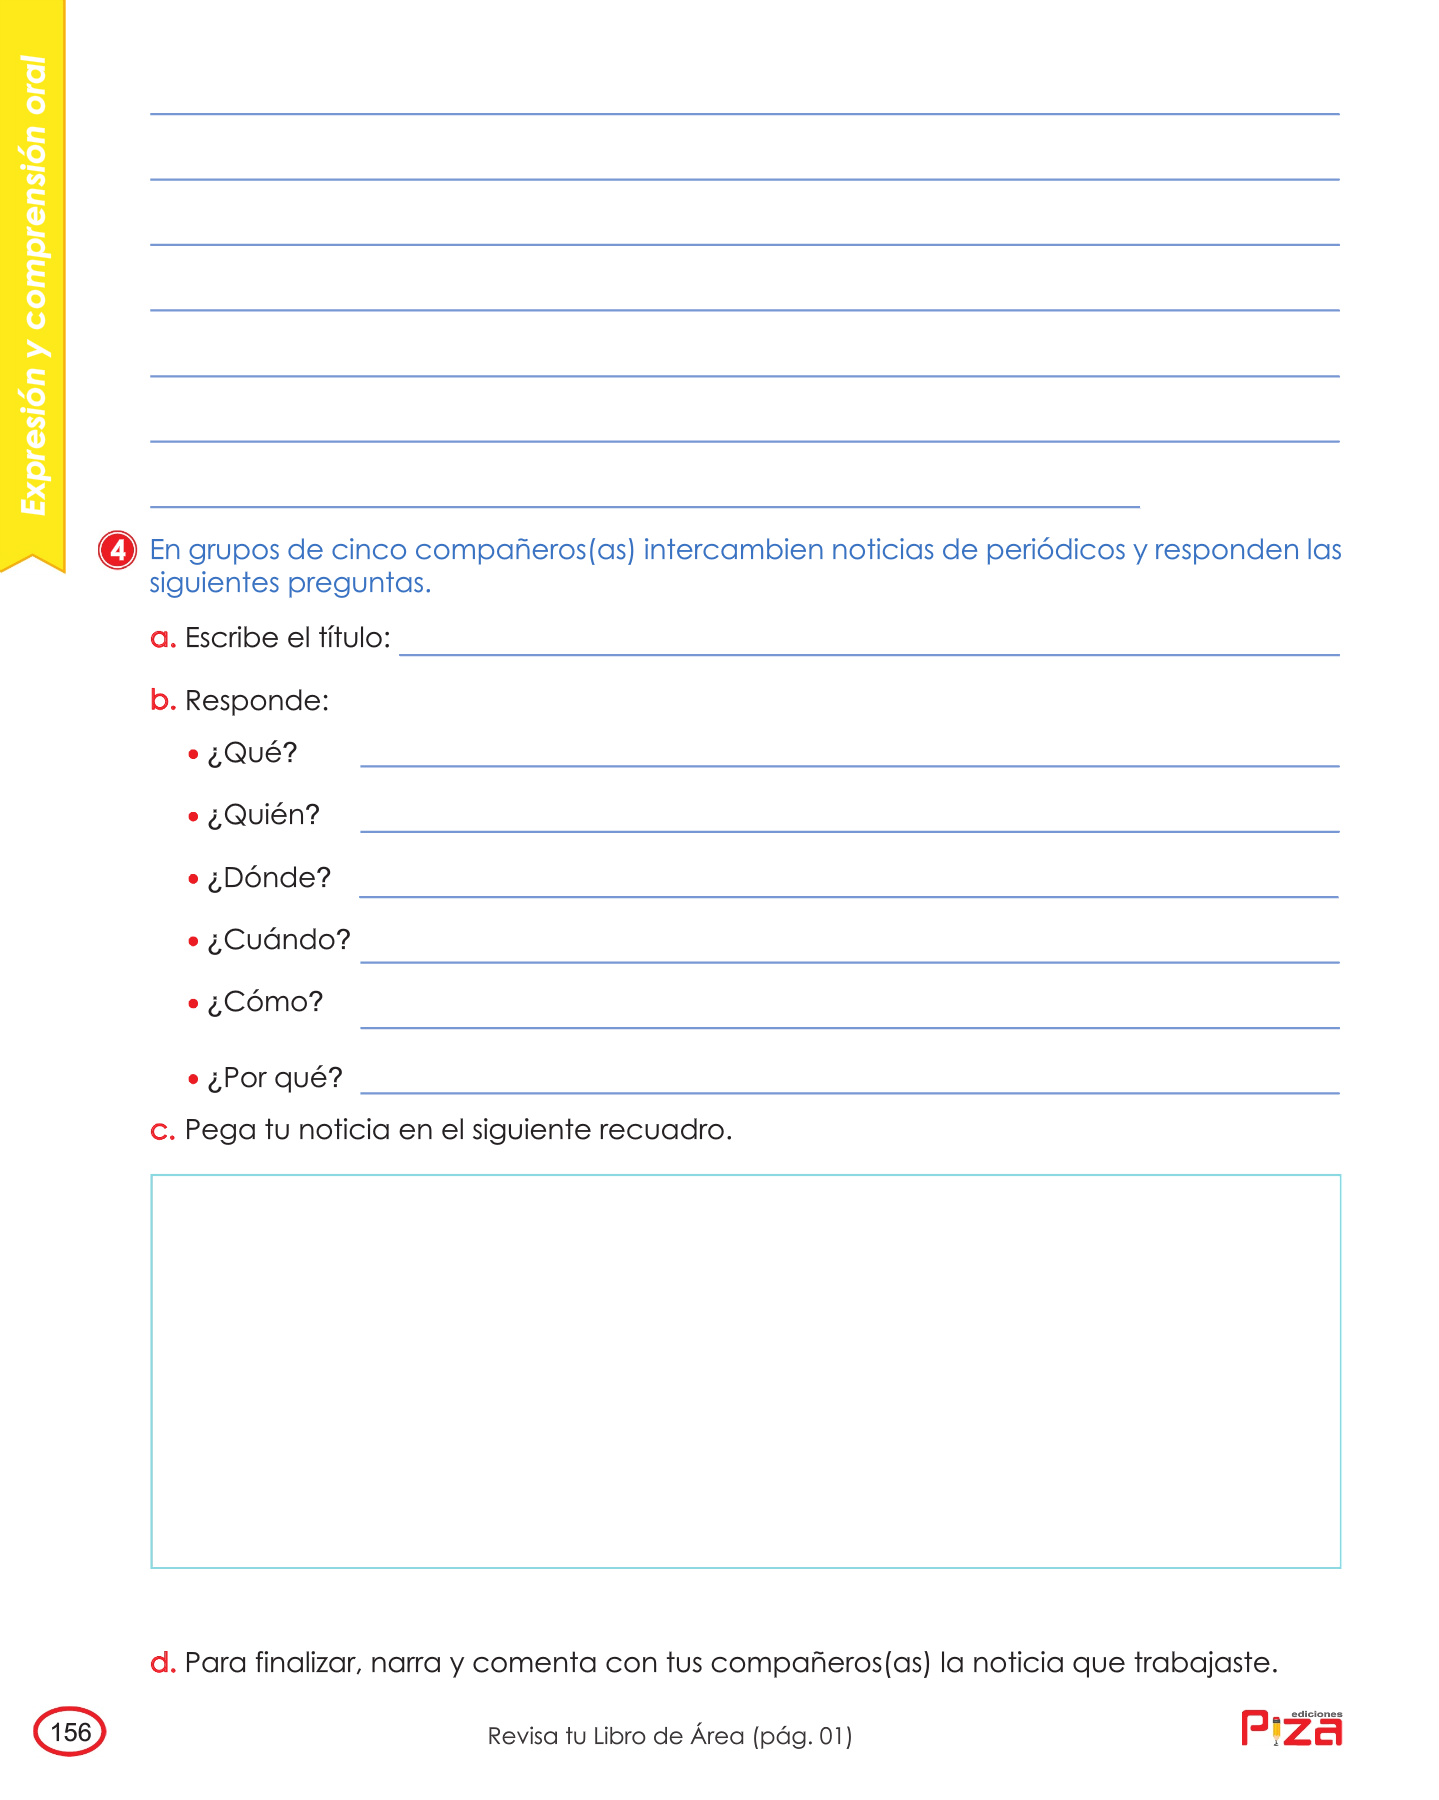 Expresión y comprensión oral
4 En grupos de cinco compañeros(as) intercambien noticias de periódicos y responden las
siguientes preguntas.
a. Escribe el título:
b. Responde:
• ¿Qué?
• ¿Quién?
• ¿Dónde?
• ¿Cuándo?
• ¿Cómo?
• ¿Por qué?
c. Pega tu noticia en el siguiente recuadro.
d. Para finalizar, narra y comenta con tus compañeros(as) la noticia que trabajaste.
156
Revisa tu Libro de Área (pág. 01)
ediciones
Piza